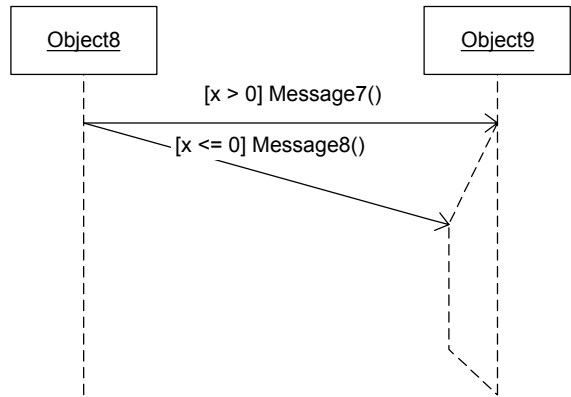 Object8
Object9
[x > 0] Message7()
[x <= 0] Message8()